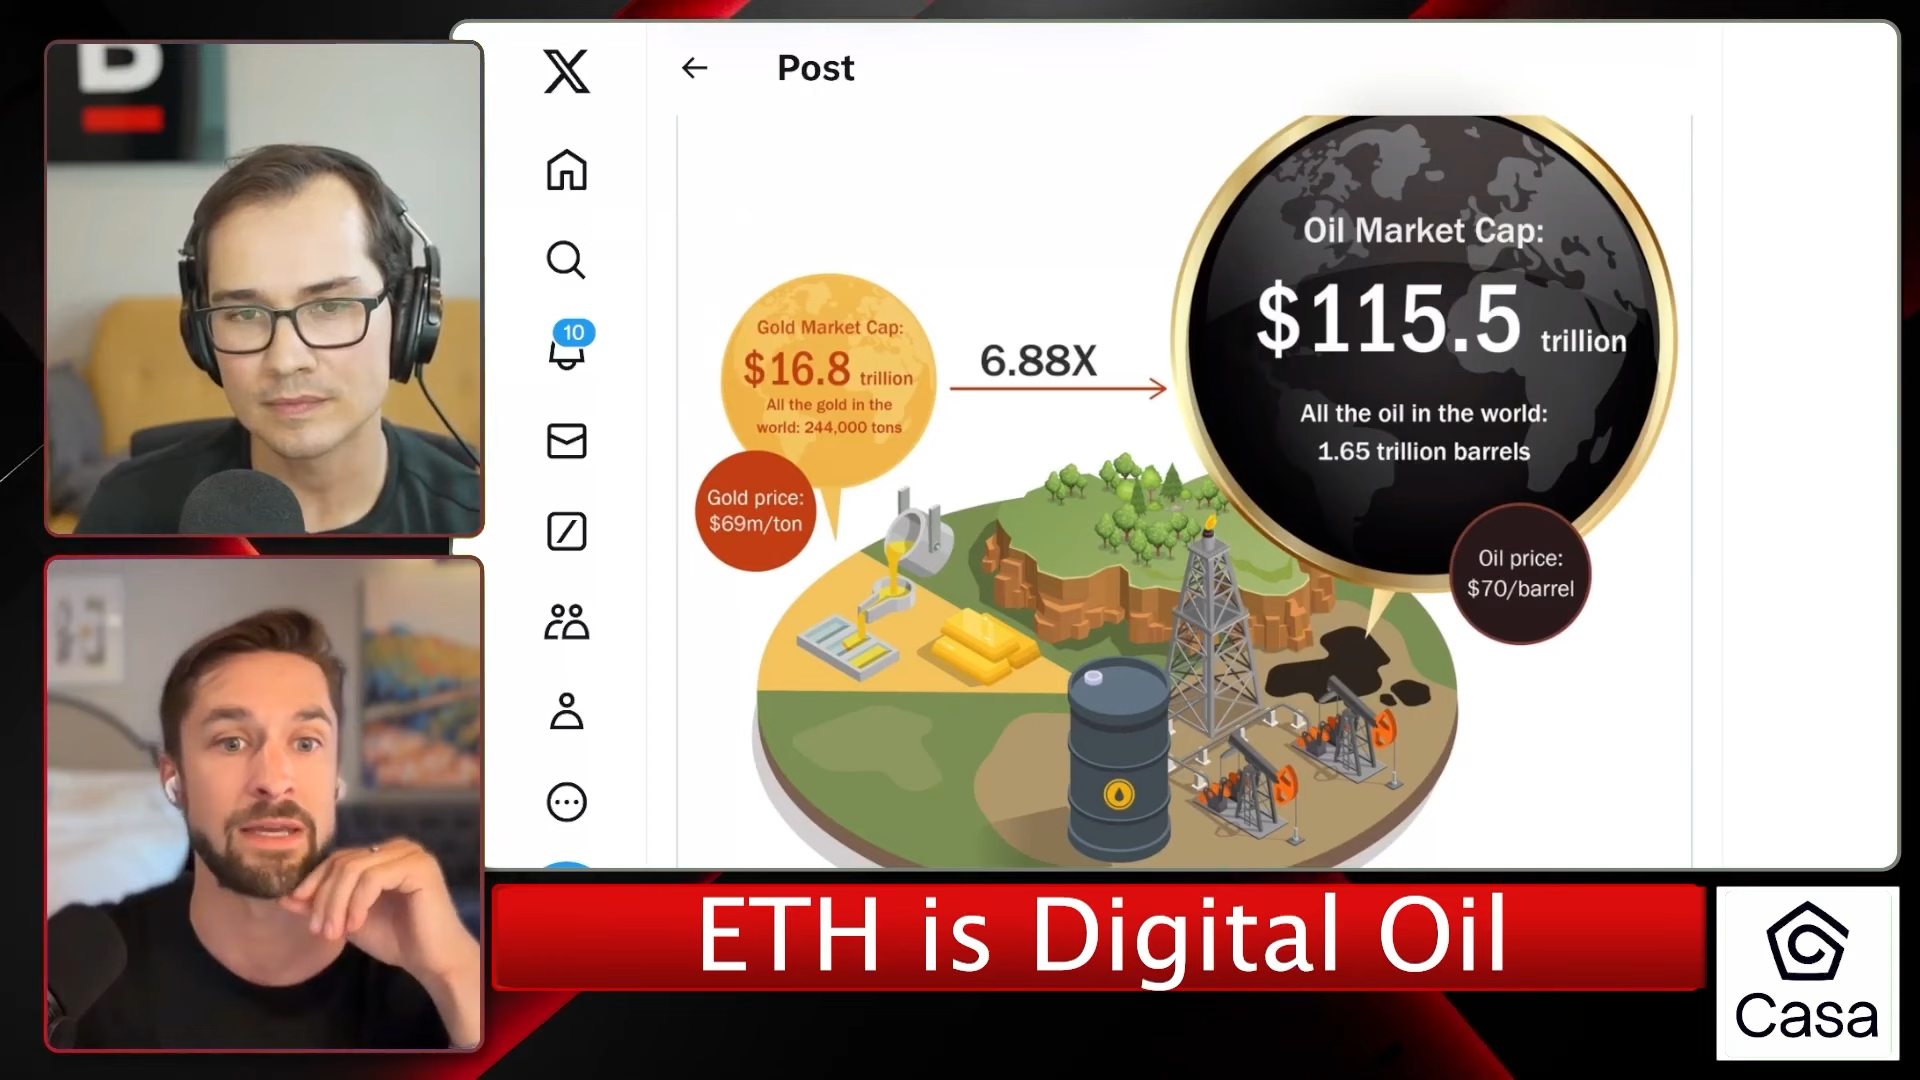 B
X
Post
10
Gold Market Cap:
$16.8 trillion
All the gold in the
world: 244,000 tons
Gold price:
$69m/ton
6.88X
Oil Market Cap:
$115.5 trillion
All the oil in the world:
1.65 trillion barrels
Oil price:
$70/barrel
ETH is Digital Oil
Casa